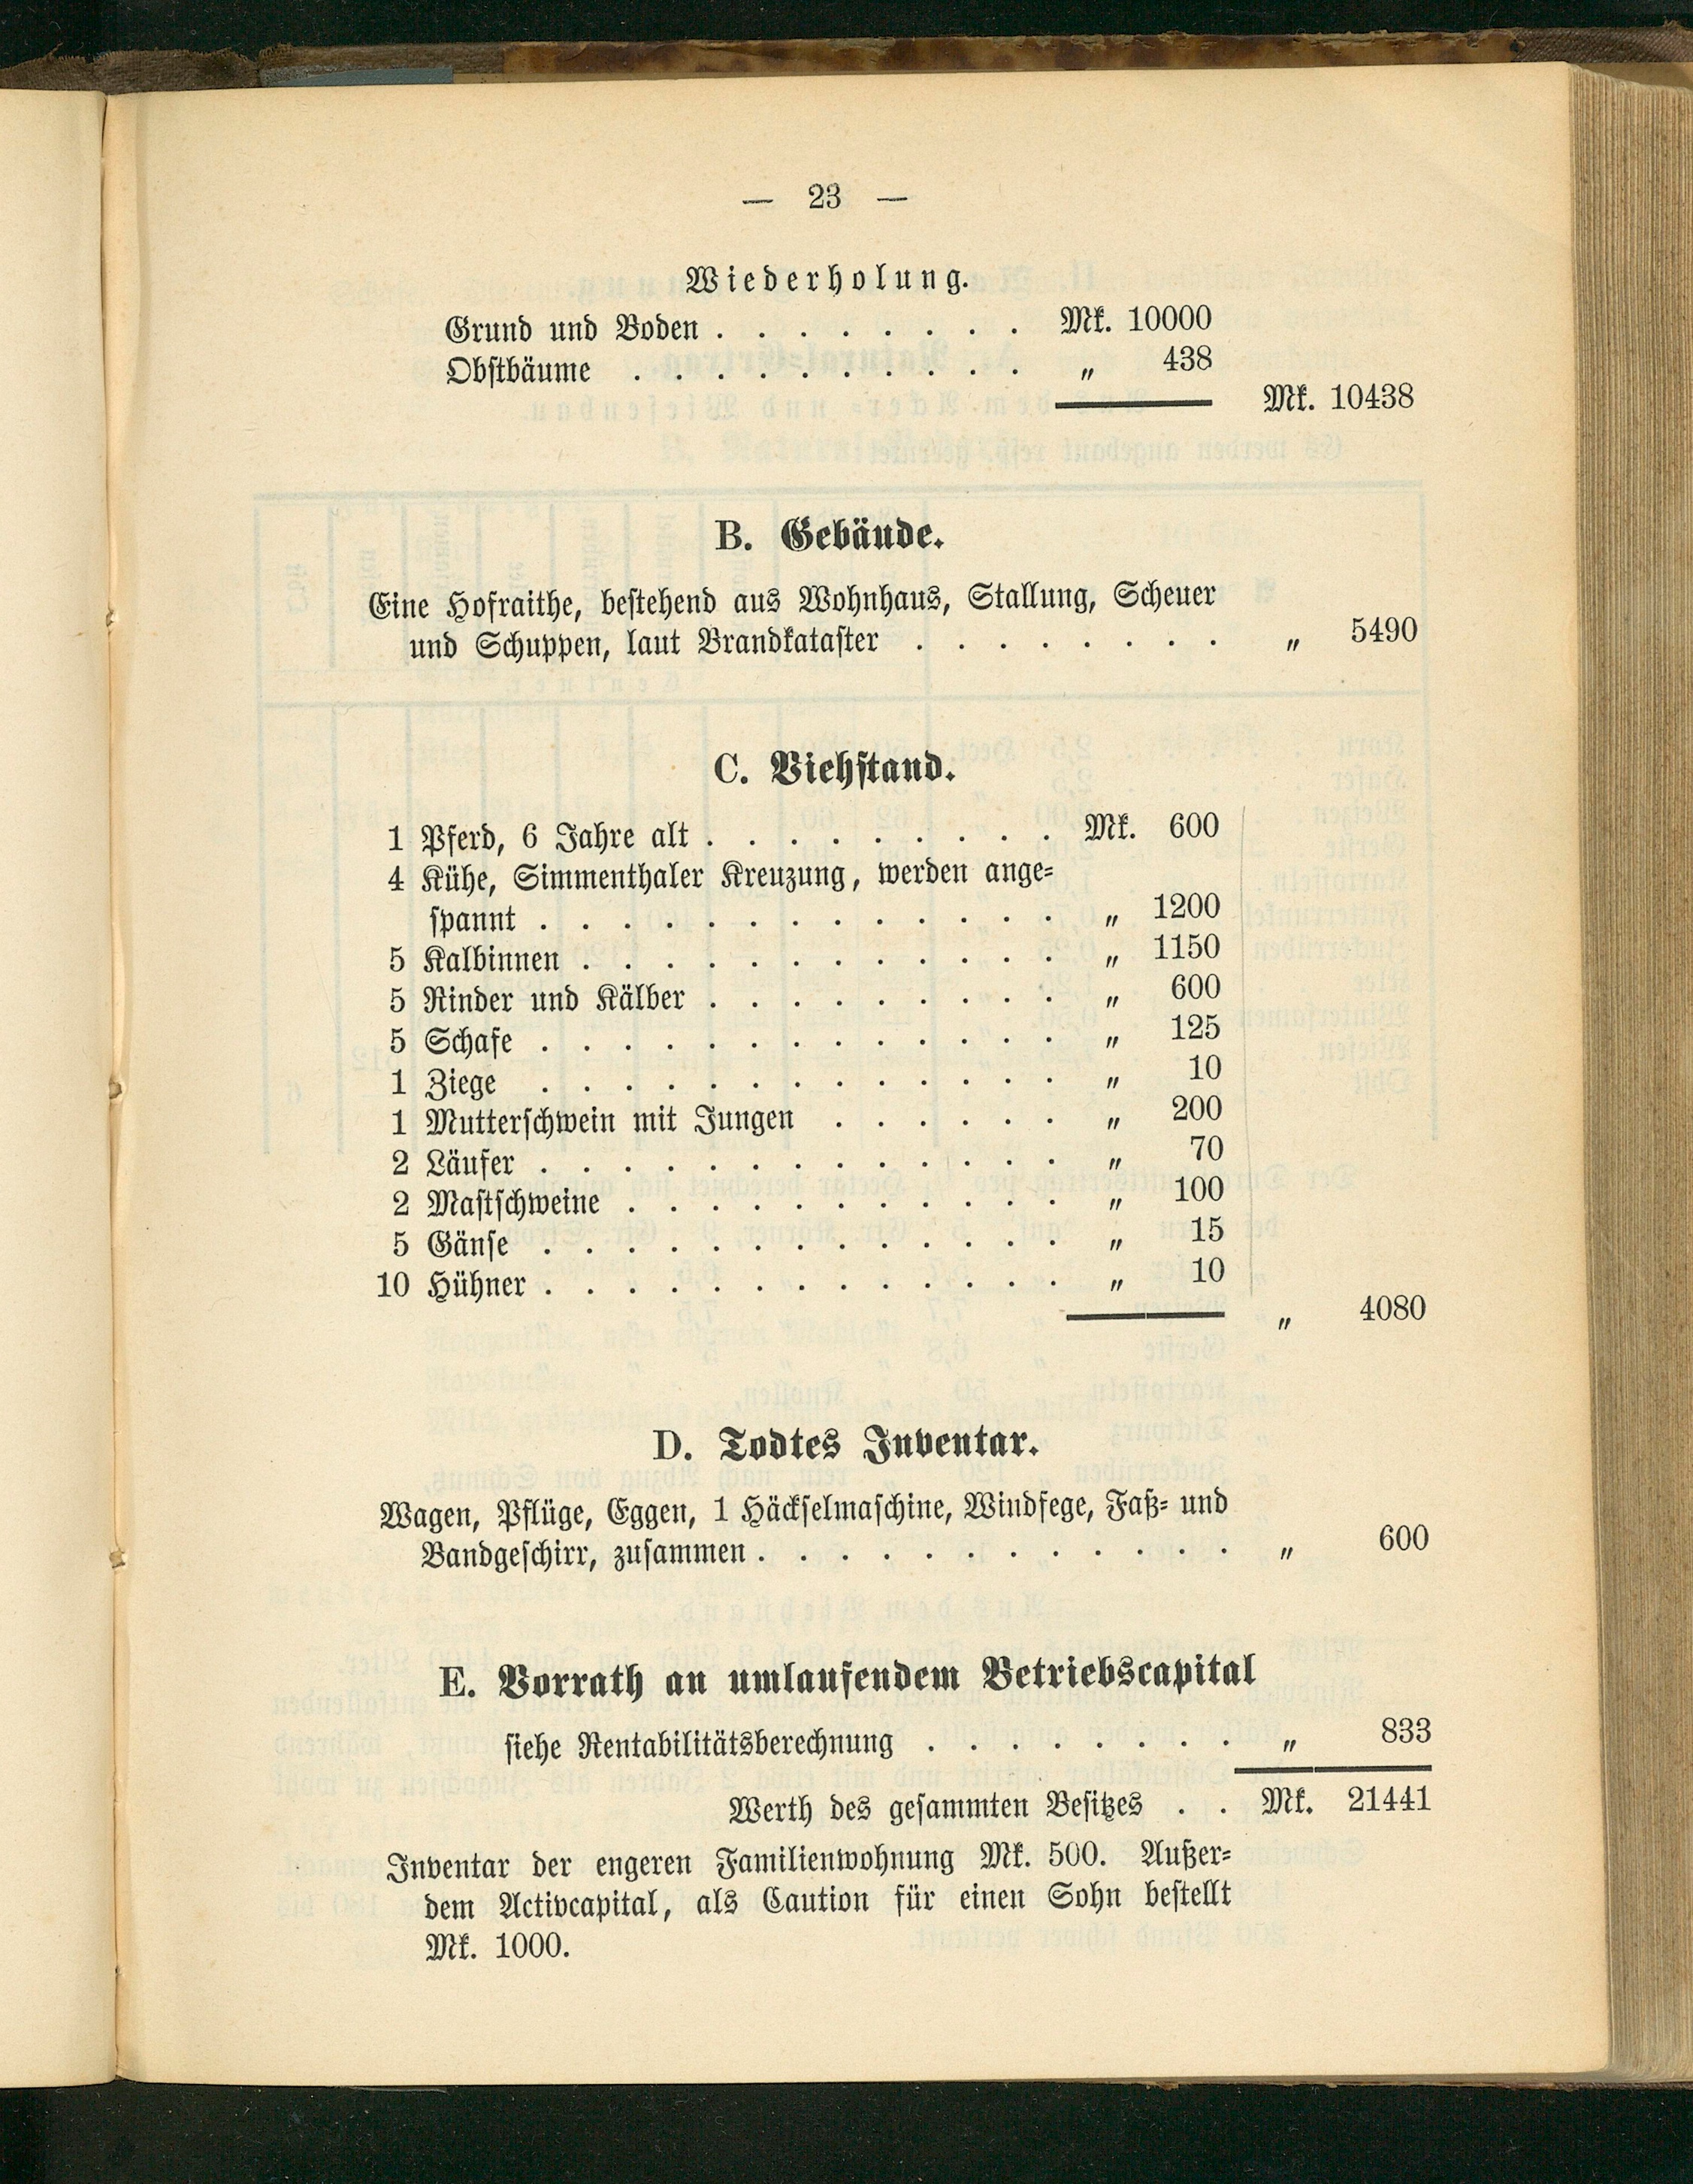 — 23 —
Wiederholung.
Grund und Boden . . . . . . . . Mk. 10000
Obstbäume . . . . . . . . . . „ 438
Mk. 10438
B. Gebäude.
Eine Hofraithe, bestehend aus Wohnhaus, Stallung, Scheuer
und Schuppen, laut Brandkataster . . . . . . . . „ 5490
C. Viehstand.
1 Pferd, 6 Jahre alt . . . . . . . . . Mk. 600
4 Kühe, Simmenthaler Kreuzung, werden ange-
spannt . . . . . . . . . . . . . „ 1200
5 Kalbinnen . . . . . . . . . . . . „ 1150
5 Rinder und Kälber . . . . . . . . . „ 600
5 Schafe . . . . . . . . . . . . . „ 125
1 Ziege . . . . . . . . . . . . . „ 10
1 Mutterschwein mit Jungen . . . . . . „ 200
2 Läufer . . . . . . . . . . . . . „ 70
2 Mastschweine . . . . . . . . . . . „ 100
5 Gänse . . . . . . . . . . . . . „ 15
10 Hühner . . . . . . . . . . . . . „ 10
„ 4080
D. Todtes Inventar.
Wagen, Pflüge, Eggen, 1 Häckselmaschine, Windfege, Faß- und
Bandgeschirr, zusammen . . . . . . . . . . . . „ 600
E. Vorrath an umlaufendem Betriebscapital
siehe Rentabilitätsberechnung . . . . . . . . „ 833
Werth des gesammten Besitzes . . Mk. 21441
Inventar der engeren Familienwohnung Mk. 500. Außer-
dem Activcapital, als Caution für einen Sohn bestellt
Mk. 1000.